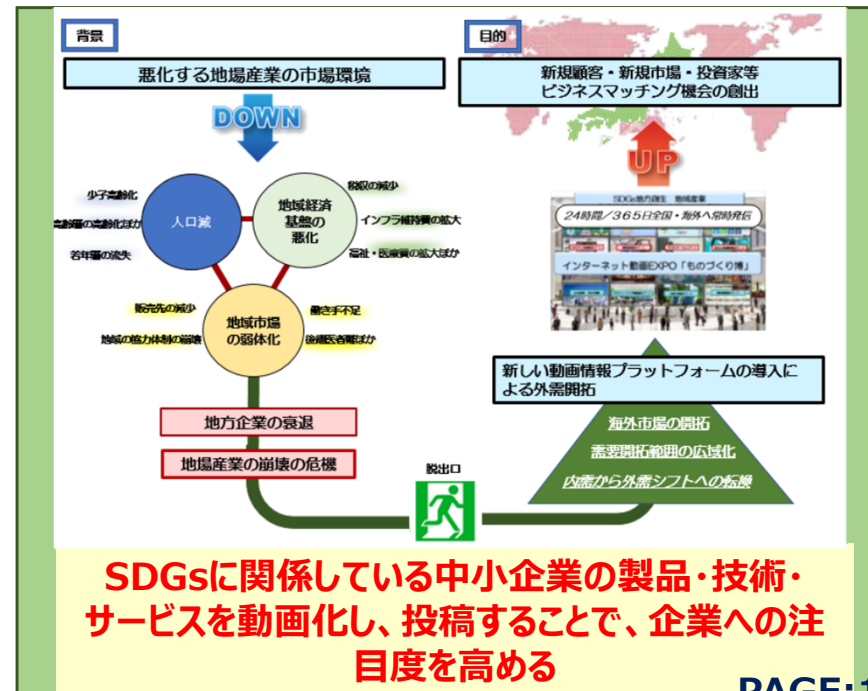 背景
悪化する地場産業の市場環境
DOWN
少子高齢化
高齢層の高齢化ほか
若年層の流失
人口減
地域経済
基盤の
悪化
税収の減少
インフラ維持費の拡大
福祉・医療費の拡大ほか
販売先の減少
地域の協力体制の崩壊
地域市場
の弱体化
働き手不足
後継医者難ほか
地方企業の衰退
地場産業の崩壊の危機
脱出口
目的
新規顧客・新規市場・投資家等
ビジネスマッチング機会の創出
UP
SDGs地方創生 地域産業
24時間/365日全国・海外へ常時発信
インターネット動画EXPO「ものづくり博」
新しい動画情報プラットフォームの導入に
よる外需開拓
海外市場の開拓
需要開拓範囲の広域化
内需から外需シフトへの転換
SDGsに関係している中小企業の製品・技術・
サービスを動画化し、投稿することで、企業への注
目度を高める
PAGE:1